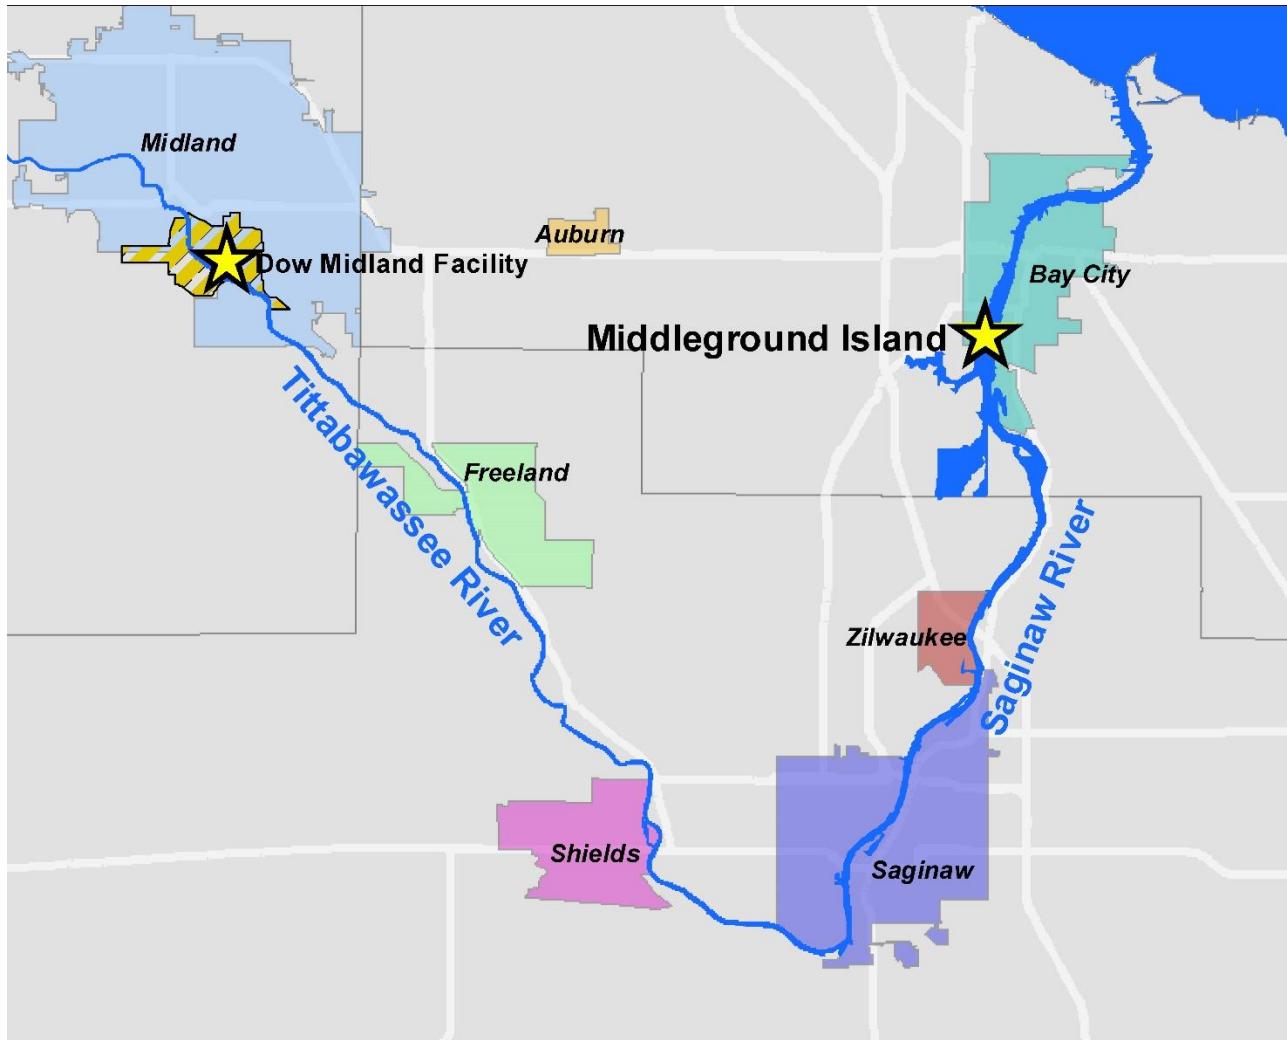 Midland
Auburn
Dow Midland Facility
Bay City
Middleground Island
Tittabawassee River
Freeland
Saginaw River
Zilwaukee
Shields
Saginaw